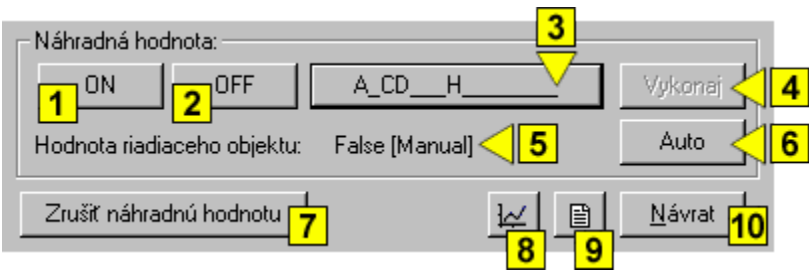 Náhradná hodnota:
3
ON
OFF
A_CD___H________
Vykonaj
4
1
2
Hodnota riadiaceho objektu:
False [Manual]
5
Auto
6
Zrušiť náhradnú hodnotu
7
8
9
Návrat
10